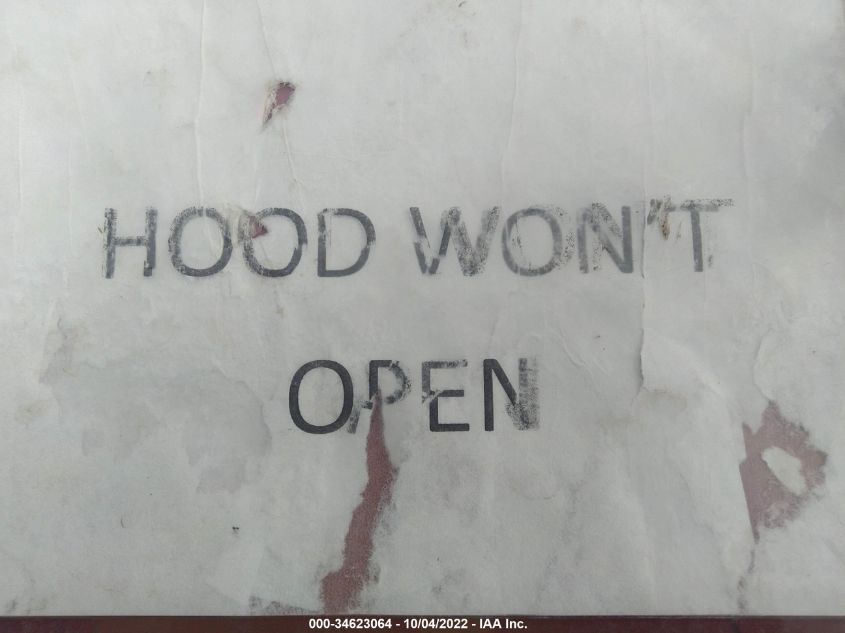 HOOD WON'T
OPEN
000-34623064 - 10/04/2022 - IAA Inc.